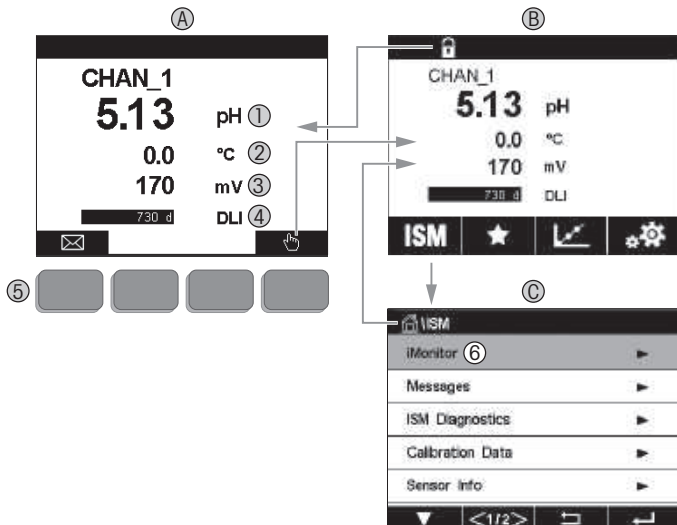 A
CHAN_1
5.13 pH 1
0.0 °C 2
170 mV 3
730 d DLI 4
5
B
CHAN_1
5.13 pH
0.0 °C
170 mV
730 d DLI
ISM
C
\ISM
iMonitor 6
Messages
ISM Diagnostics
Calibration Data
Sensor Info
<1/2>